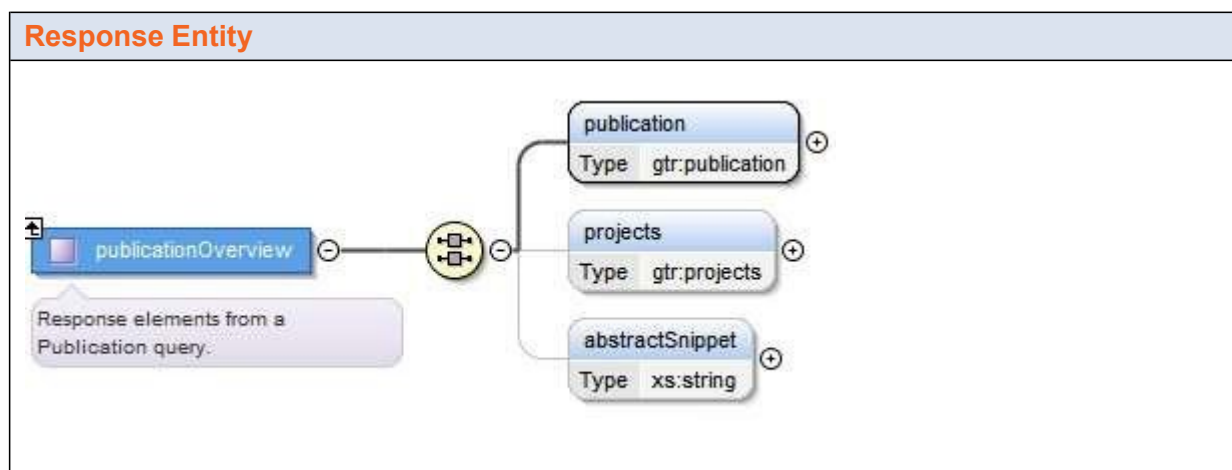 Response Entity
publication
Type gtr:publication
projects
Type gtr:projects
publicationOverview
Response elements from a
Publication query.
abstractSnippet
Type xs:string